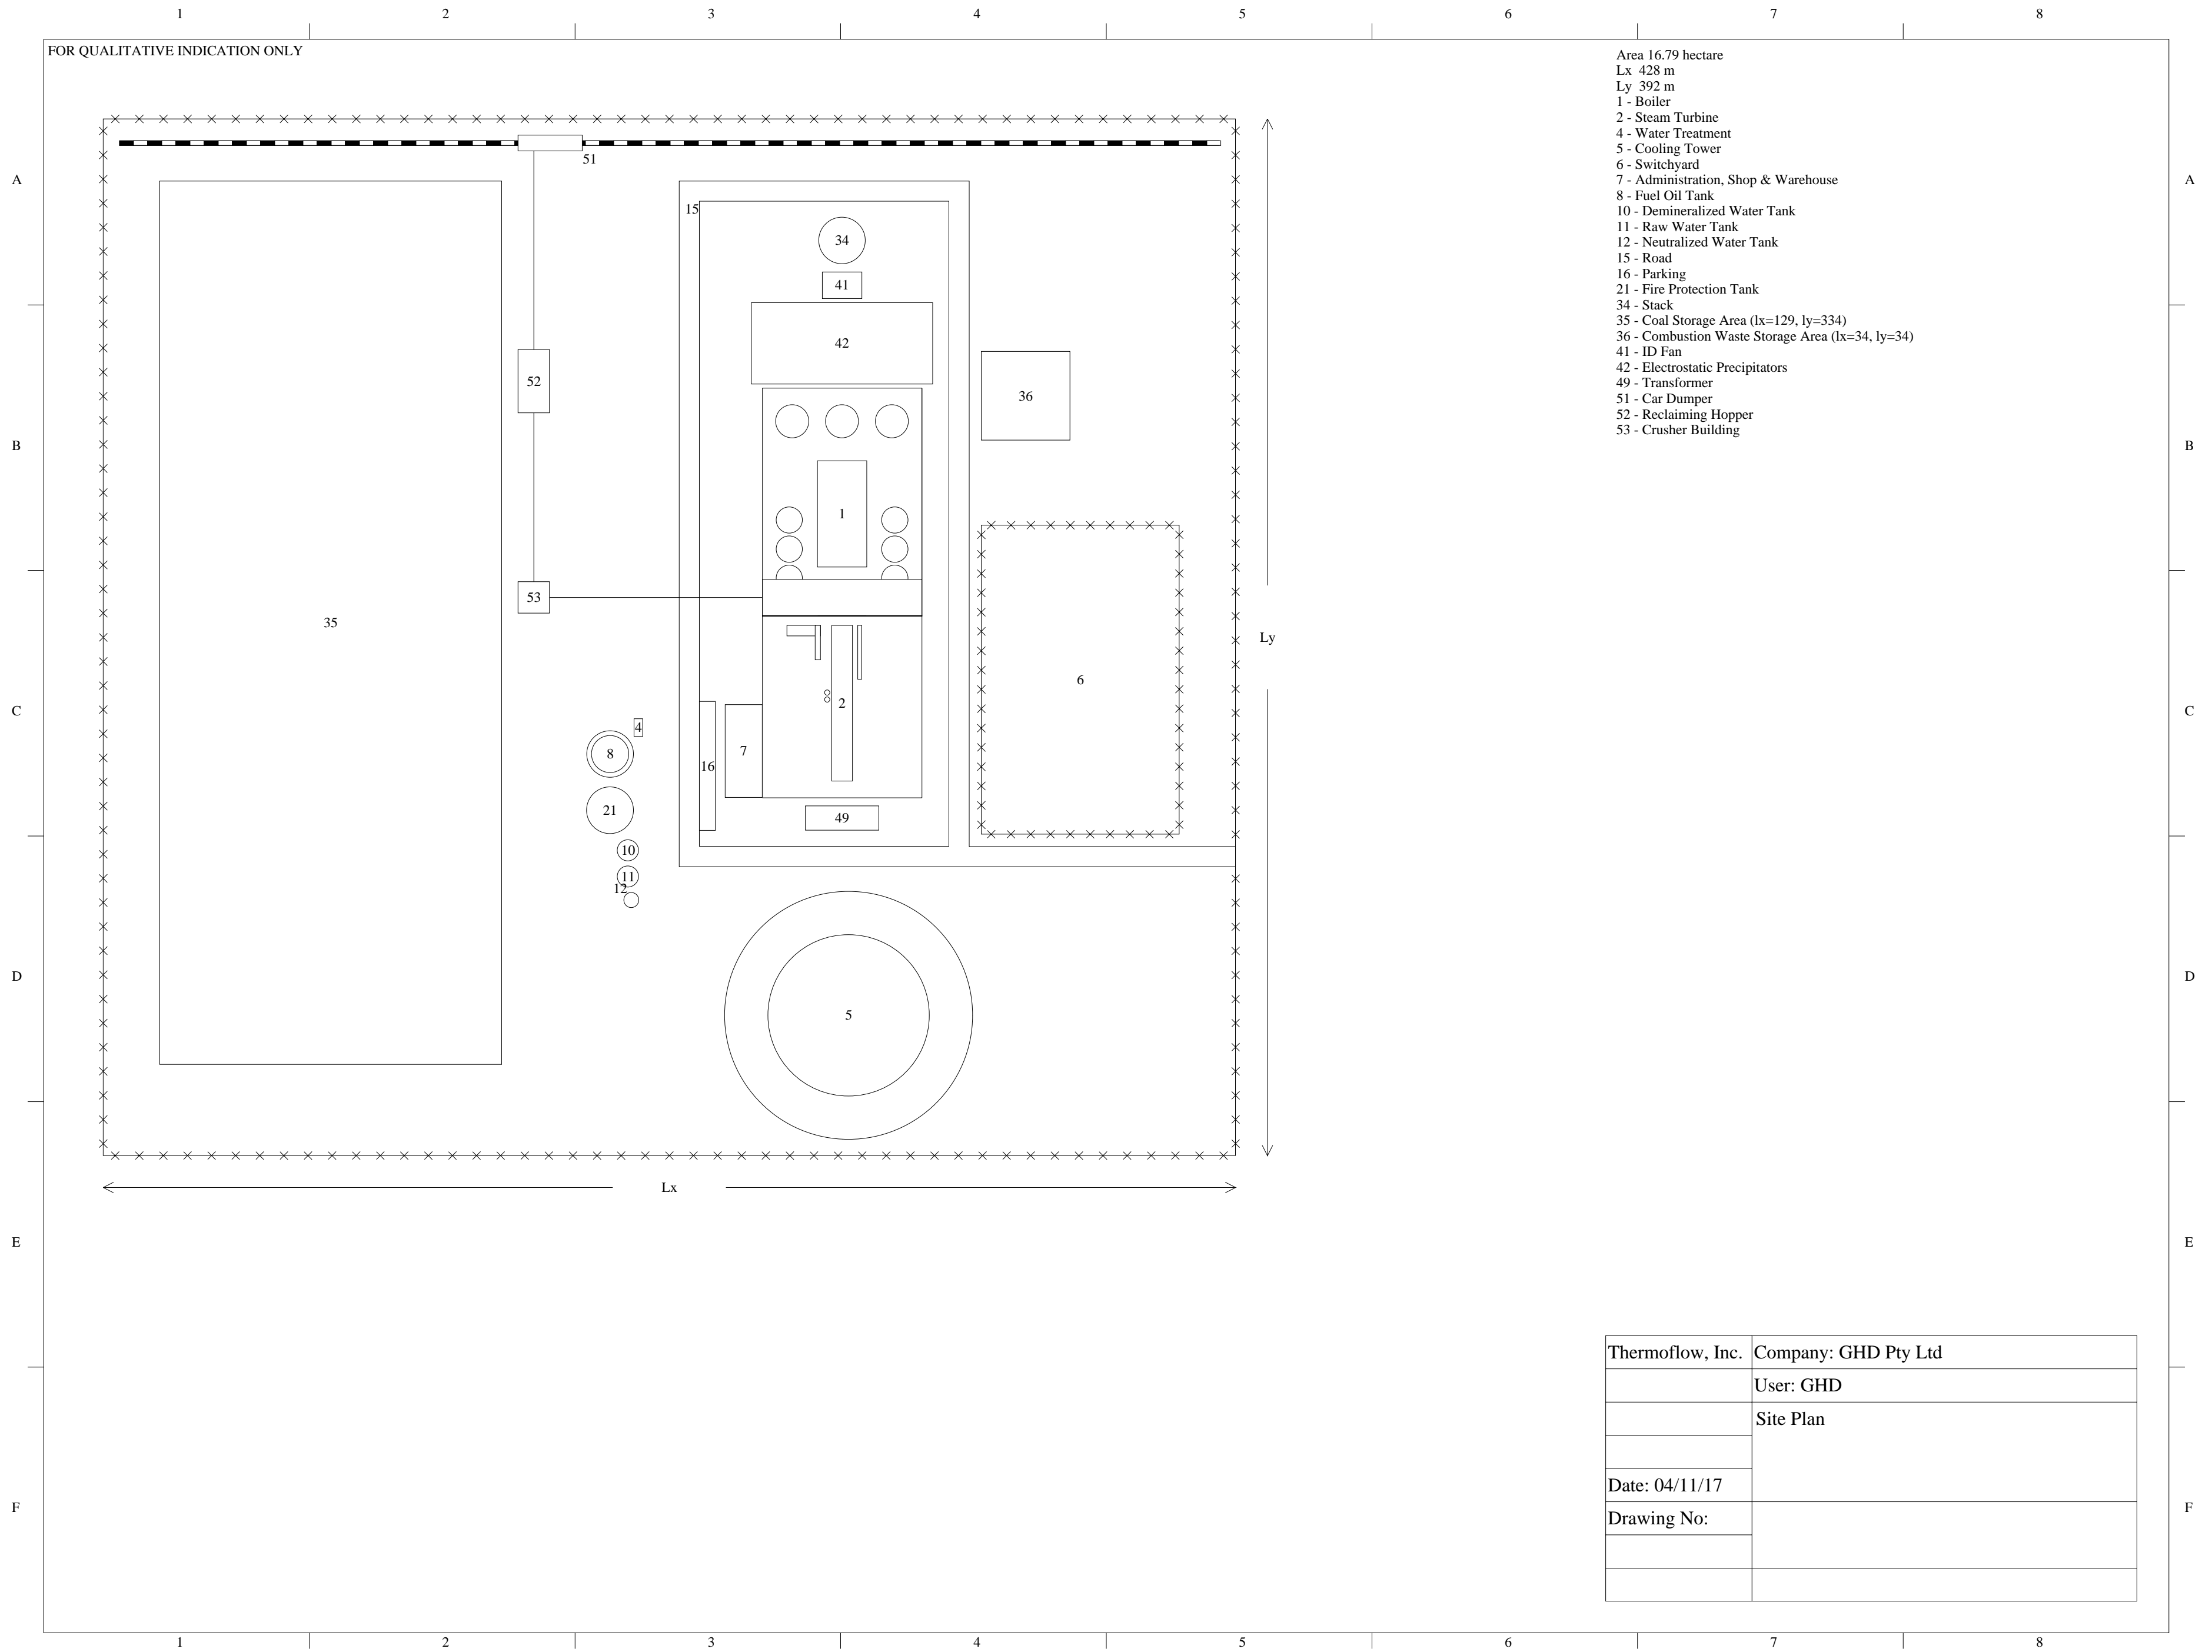 1 2 3 4 5 6 7 8
FOR QUALITATIVE INDICATION ONLY
Area 16.79 hectare
Lx 428 m
Ly 392 m
1 - Boiler
2 - Steam Turbine
4 - Water Treatment
5 - Cooling Tower
6 - Switchyard
7 - Administration, Shop & Warehouse
8 - Fuel Oil Tank
10 - Demineralized Water Tank
11 - Raw Water Tank
12 - Neutralized Water Tank
15 - Road
16 - Parking
21 - Fire Protection Tank
34 - Stack
35 - Coal Storage Area (lx=129, ly=334)
36 - Combustion Waste Storage Area (lx=34, ly=34)
41 - ID Fan
42 - Electrostatic Precipitators
49 - Transformer
51 - Car Dumper
52 - Reclaiming Hopper
53 - Crusher Building
51
A A
15
34
41
42
52
36
B B
1
53
35
Ly
6
2
C C
4
7
8
16
21
49
10
11
12
D D
5
Lx
E E
Thermoflow, Inc. Company: GHD Pty Ltd
User: GHD
Site Plan
Date: 04/11/17
F F
Drawing No:
1 2 3 4 5 6 7 8